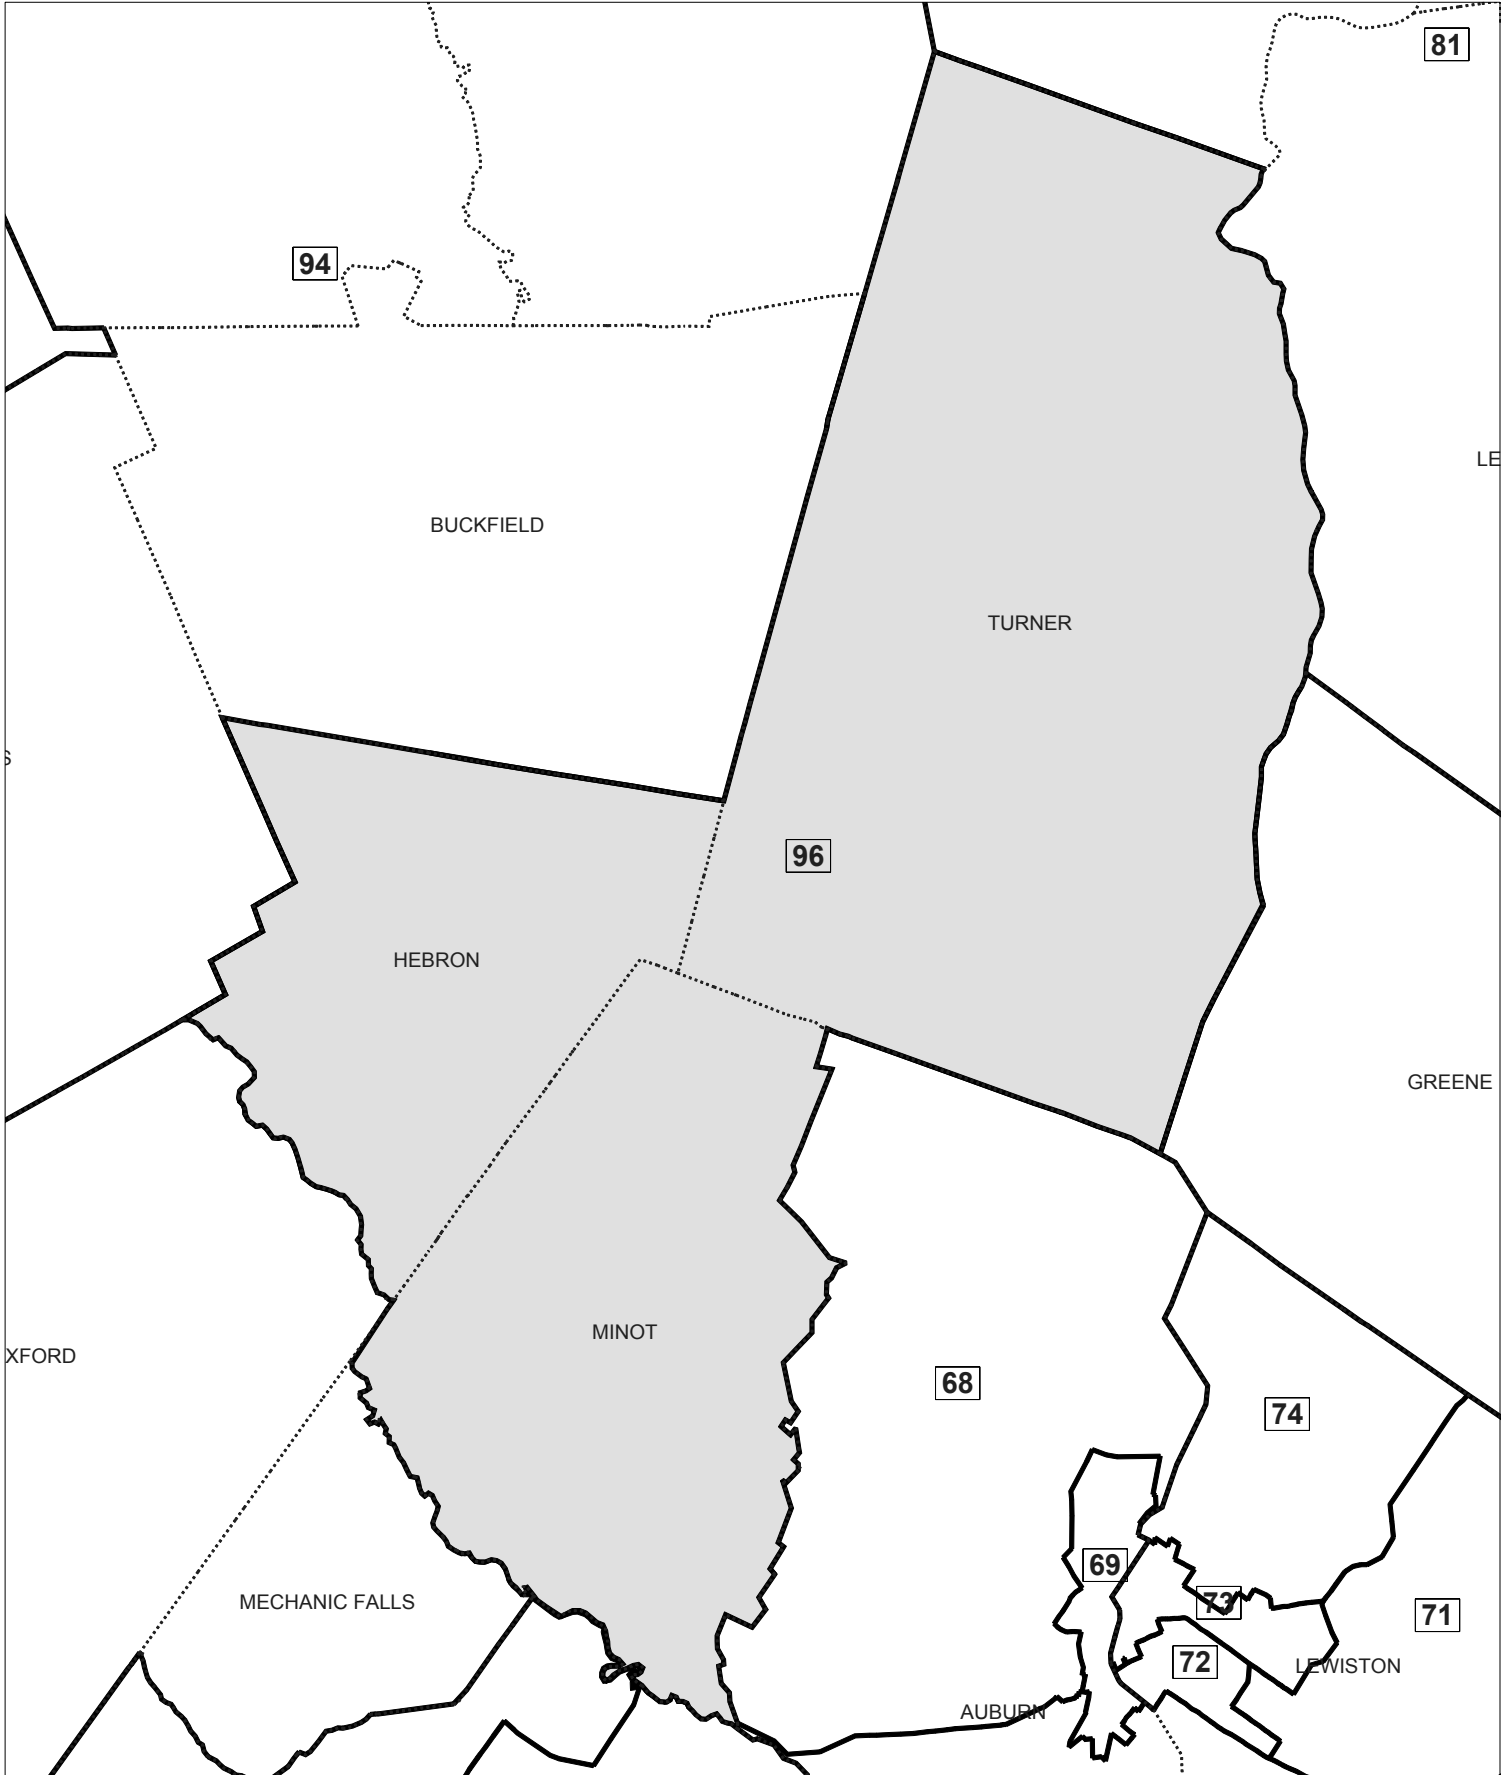 81
94
LE
BUCKFIELD
TURNER
S
96
HEBRON
GREENE
MINOT
XFORD
68
74
69
MECHANIC FALLS
73
71
72
LEWISTON
AUBURN